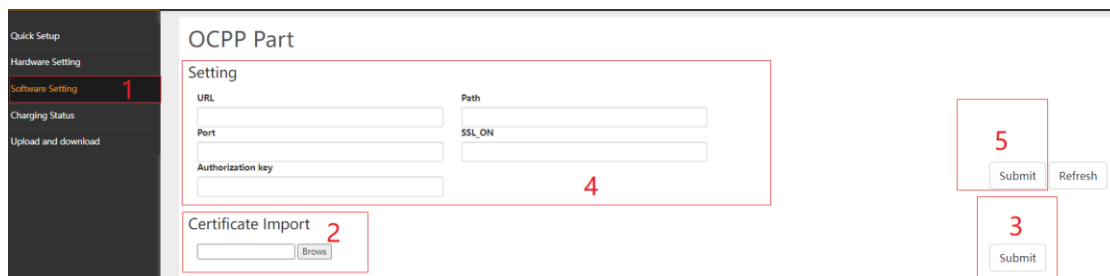 Quick Setup
Hardware Setting
Software Setting 1
Charging Status
Upload and download
OCPP Part
Setting
URL Path
Port SSL_ON
Authorization key
4
5
Submit Refresh
Certificate Import 2
Brows
3
Submit